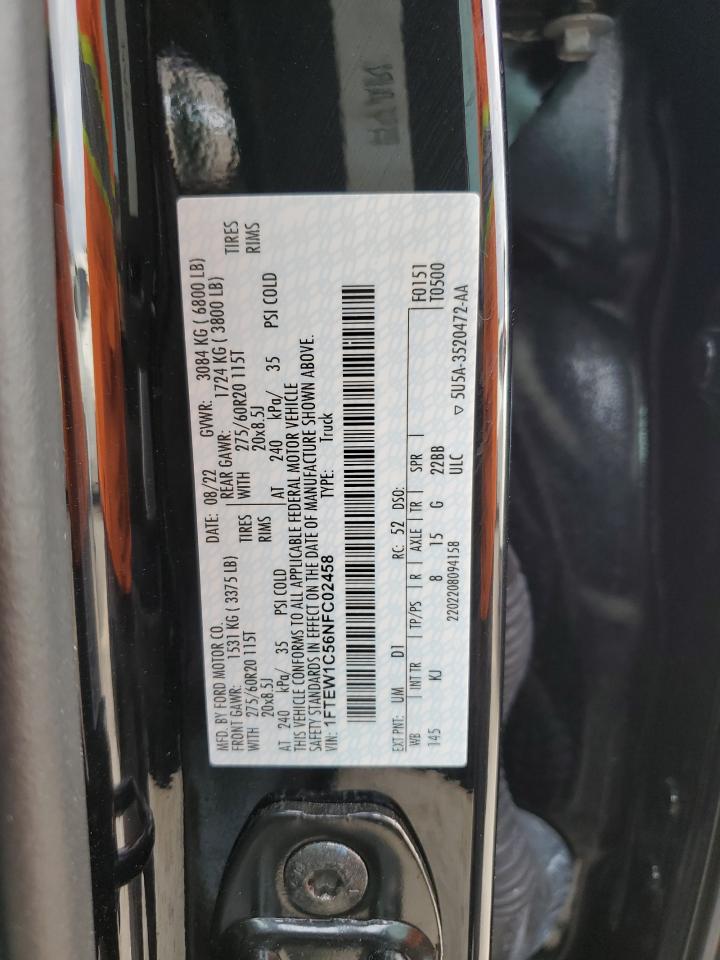 MFD. BY FORD MOTOR CO. DATE: 08/22 GVWR: 3084 KG ( 6800 LB)
FRONT GAWR: 1531 KG ( 3375 LB) REAR GAWR: 1724 KG ( 3800 LB)
WITH 275/60R20 115T TIRES WITH 275/60R20 115T TIRES
20x8.5J RIMS 20x8.5J RIMS
AT 240 kPa/ 35 PSI COLD AT 240 kPa/ 35 PSI COLD
THIS VEHICLE CONFORMS TO ALL APPLICABLE FEDERAL MOTOR VEHICLE
SAFETY STANDARDS IN EFFECT ON THE DATE OF MANUFACTURE SHOWN ABOVE.
VIN: 1FTEW1C56NFC02458 TYPE: Truck
EXT PNT: UM D1 RC: 52 DSO: F0151
WB INT TR TP/PS R AXLE TR SPR T0500
145 KJ 8 15 G 22BB
2202208094158 ULC ▽ 5U5A-3520472-AA